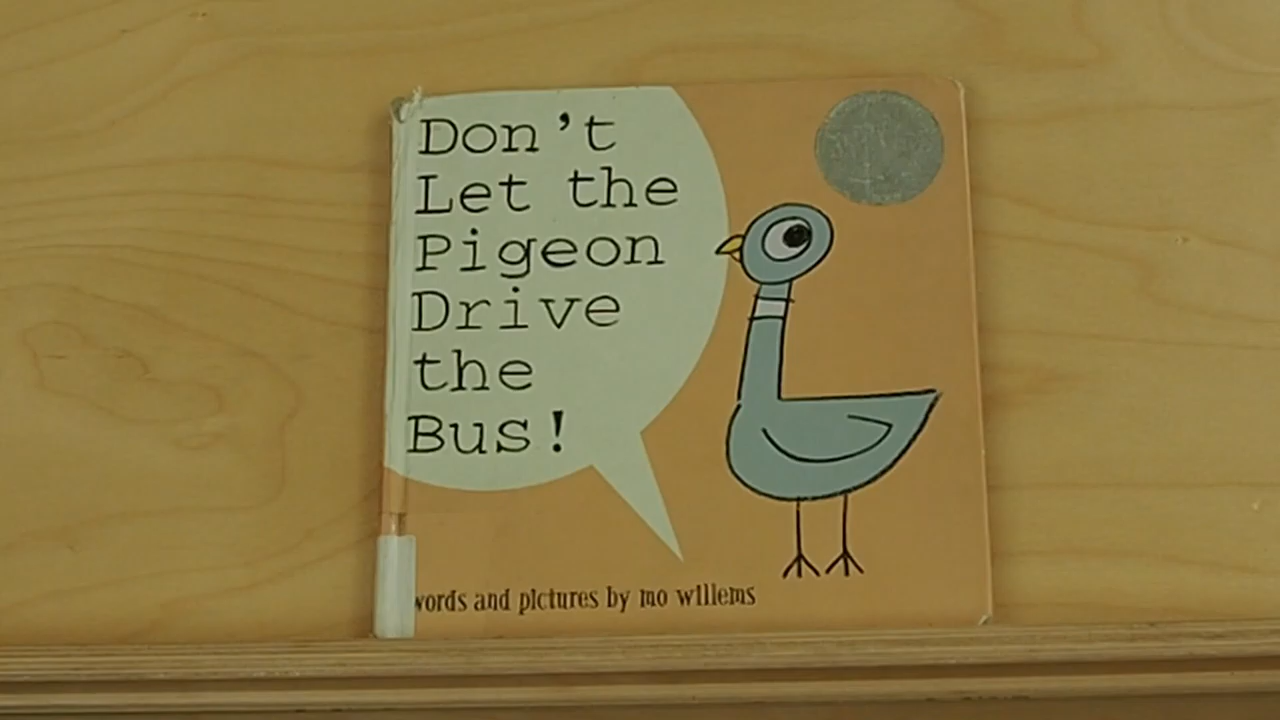 Don't
Let the
Pigeon
Drive
the
Bus!
words and pictures by mo willems